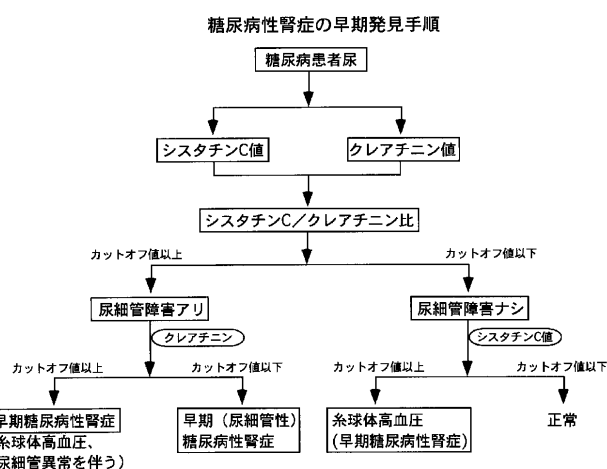 糖尿病性腎症の早期発見手順
糖尿病患者尿
シスタチンC値
クレアチニン値
シスタチンC／クレアチニン比
カットオフ値以上
カットオフ値以下
尿細管障害アリ
尿細管障害ナシ
クレアチニン
シスタチンC値
カットオフ値以上
カットオフ値以下
カットオフ値以上
カットオフ値以下
早期糖尿病性腎症
糸球体高血圧、
尿細管異常を伴う）
早期（尿細管性）
糖尿病性腎症
糸球体高血圧
(早期糖尿病性腎症)
正常